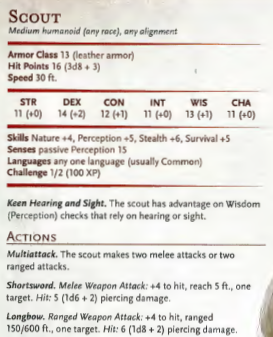 SCOUT
Medium humanoid (any race), any alignment
Armor Class 13 (leather armor)
Hit Points 16 (3d8 + 3)
Speed 30 ft.
STR DEX CON INT WIS CHA
11 (+0) 14 (+2) 12 (+1) 11 (+0) 13 (+1) 11 (+0)
Skills Nature +4, Perception +5, Stealth +6, Survival +5
Senses passive Perception 15
Languages any one language (usually Common)
Challenge 1/2 (100 XP)
Keen Hearing and Sight. The scout has advantage on Wisdom
(Perception) checks that rely on hearing or sight.
ACTIONS
Multiattack. The scout makes two melee attacks or two
ranged attacks.
Shortsword. Melee Weapon Attack: +4 to hit, reach 5 ft., one
target. Hit: 5 (1d6 + 2) piercing damage.
Longbow. Ranged Weapon Attack: +4 to hit, ranged
150/600 ft., one target. Hit: 6 (1d8 + 2) piercing damage.